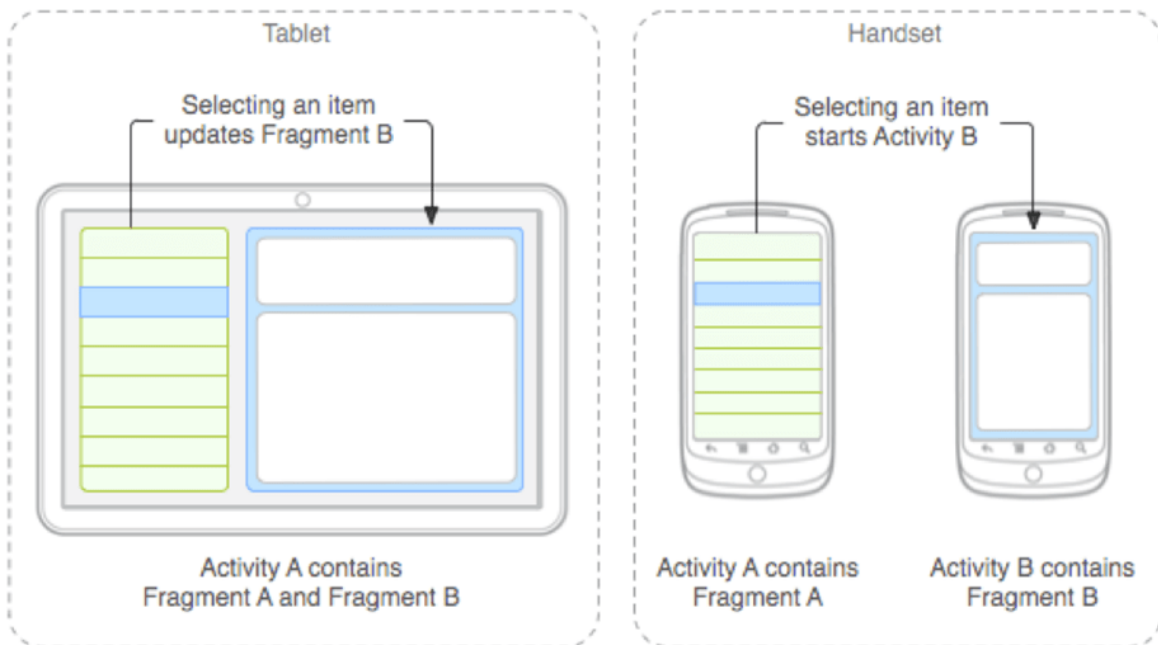 Tablet
Selecting an item
updates Fragment B
Activity A contains
Fragment A and Fragment B
Handset
Selecting an item
starts Activity B
Activity A contains
Fragment A
Activity B contains
Fragment B